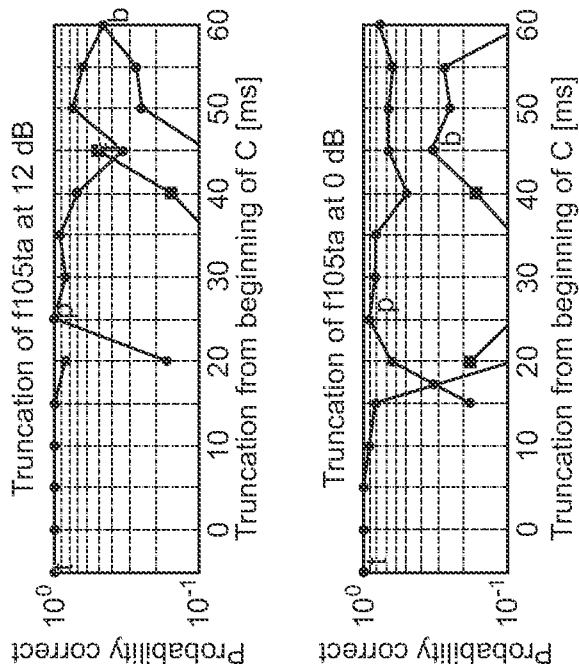 Truncation of f105ta at 12 dB
Probability correct
10⁰
10⁻¹
t
p
b
0 10 20 30 40 50 60
Truncation from beginning of C [ms]
Truncation of f105ta at 0 dB
Probability correct
10⁰
10⁻¹
p
b
0 10 20 30 40 50 60
Truncation from beginning of C [ms]